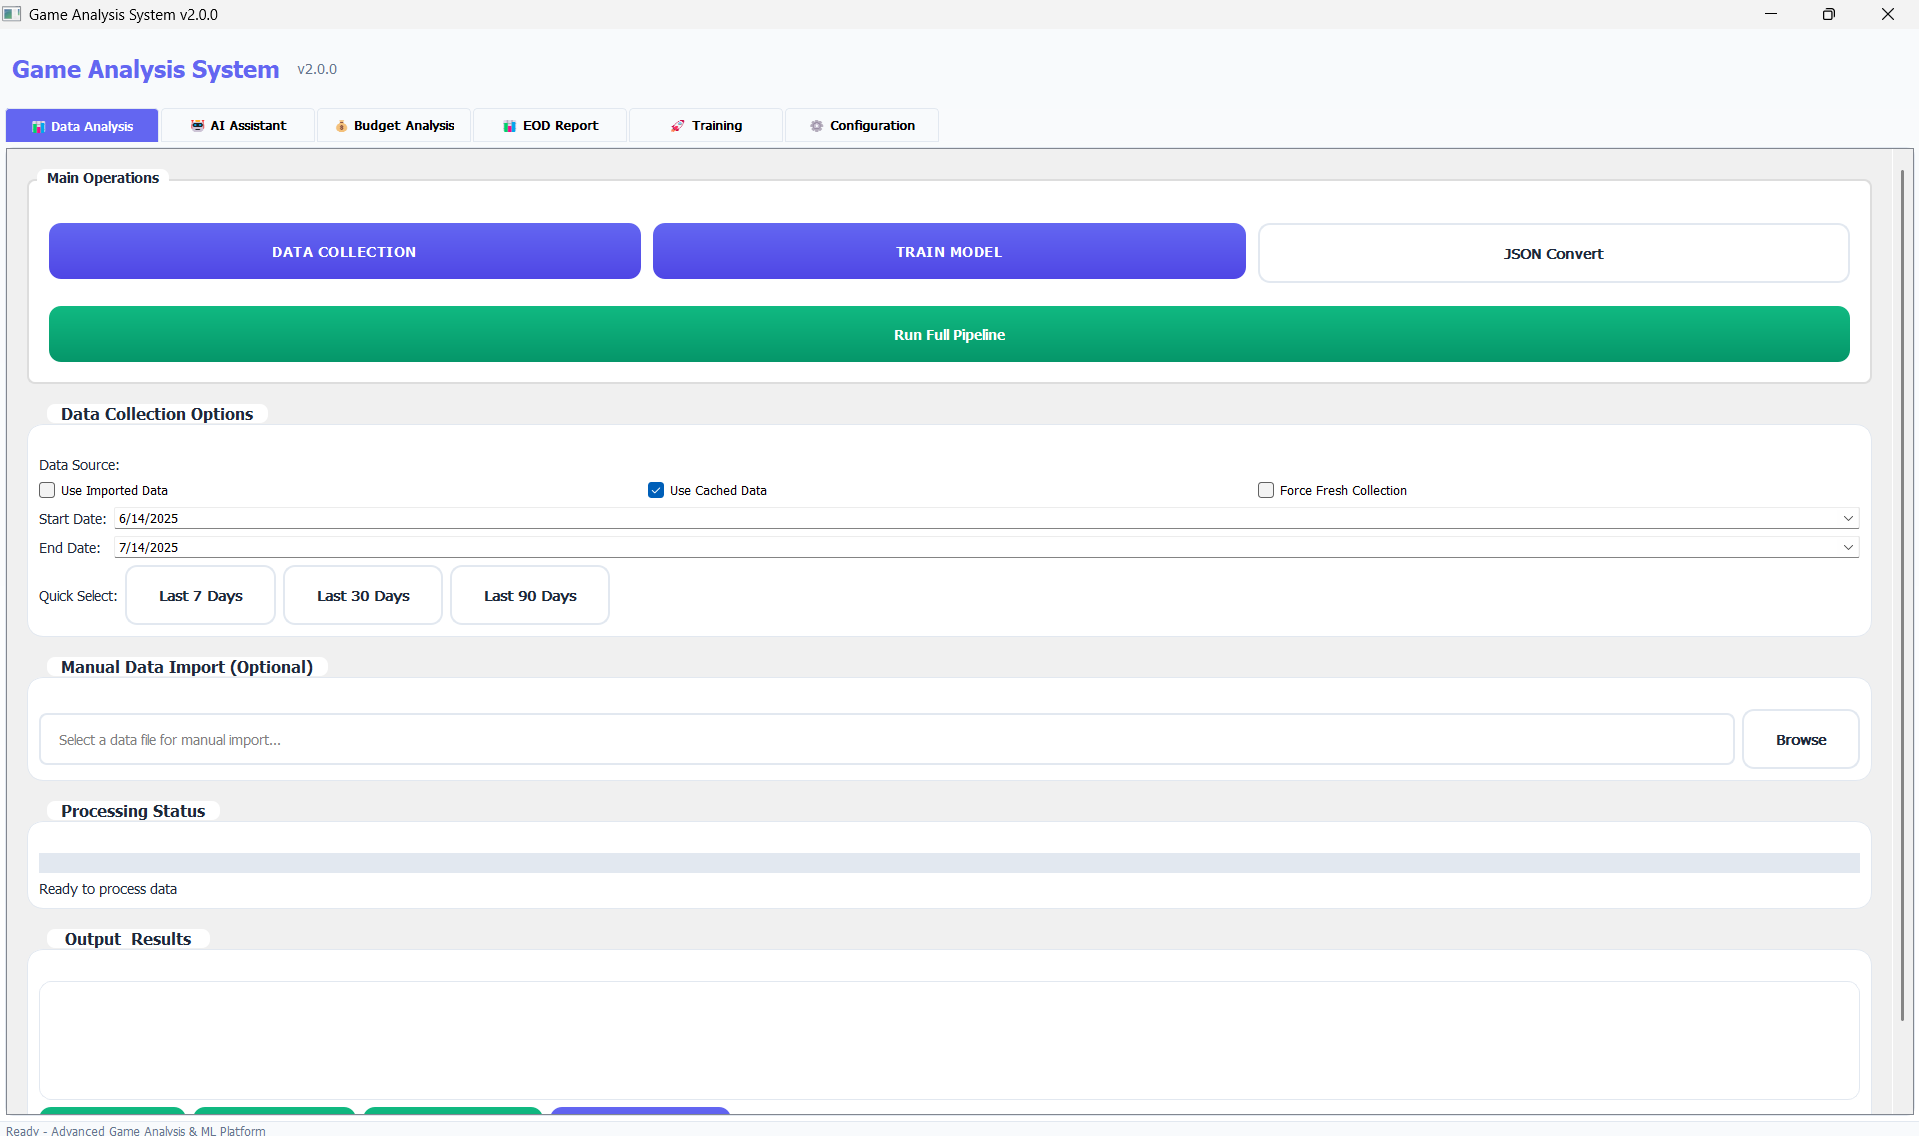 Game Analysis System v2.0.0
Game Analysis System v2.0.0
Data Analysis AI Assistant Budget Analysis EOD Report Training Configuration
Main Operations
DATA COLLECTION TRAIN MODEL JSON Convert
Run Full Pipeline
Data Collection Options
Data Source:
Use Imported Data Use Cached Data Force Fresh Collection
Start Date: 6/14/2025
End Date: 7/14/2025
Quick Select: Last 7 Days Last 30 Days Last 90 Days
Manual Data Import (Optional)
Select a data file for manual import... Browse
Processing Status
Ready to process data
Output Results
Ready - Advanced Game Analysis & ML Platform